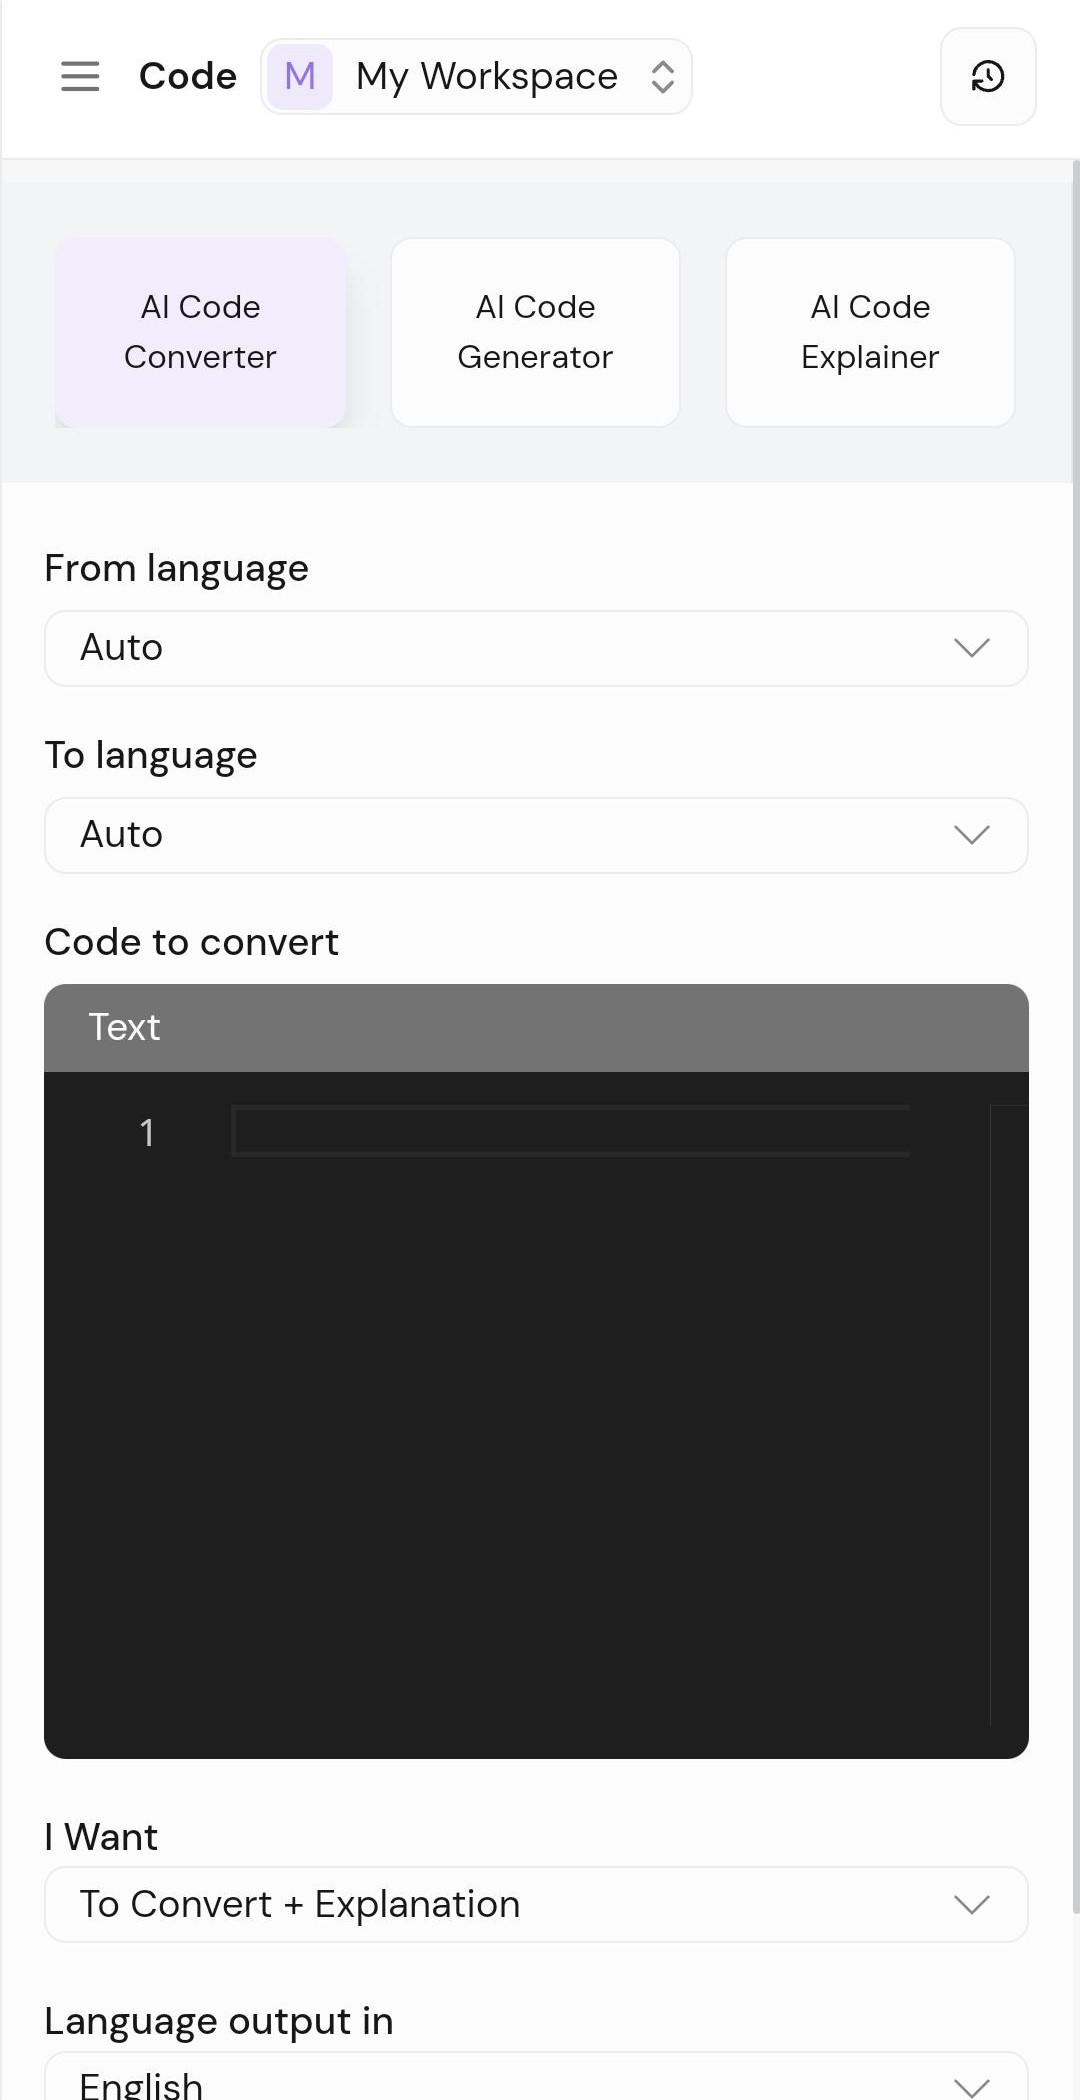 Code
M
My Workspace
AI Code
Converter
AI Code
Generator
AI Code
Explainer
From language
Auto
To language
Auto
Code to convert
Text
1
I Want
To Convert + Explanation
Language output in
English